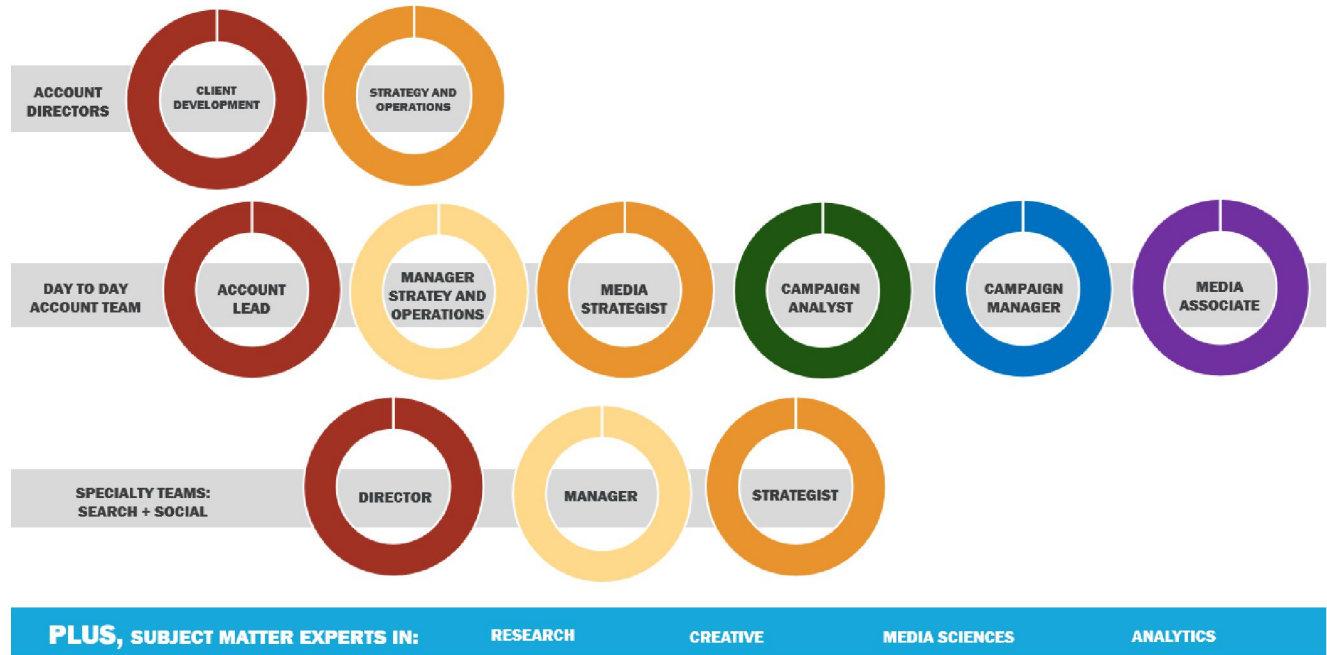 ACCOUNT
DIRECTORS
CLIENT
DEVELOPMENT
STRATEGY AND
OPERATIONS
DAY TO DAY
ACCOUNT TEAM
ACCOUNT
LEAD
MANAGER
STRATEY AND
OPERATIONS
MEDIA
STRATEGIST
CAMPAIGN
ANALYST
CAMPAIGN
MANAGER
MEDIA
ASSOCIATE
SPECIALTY TEAMS:
SEARCH + SOCIAL
DIRECTOR
MANAGER
STRATEGIST
PLUS, SUBJECT MATTER EXPERTS IN: RESEARCH CREATIVE MEDIA SCIENCES ANALYTICS